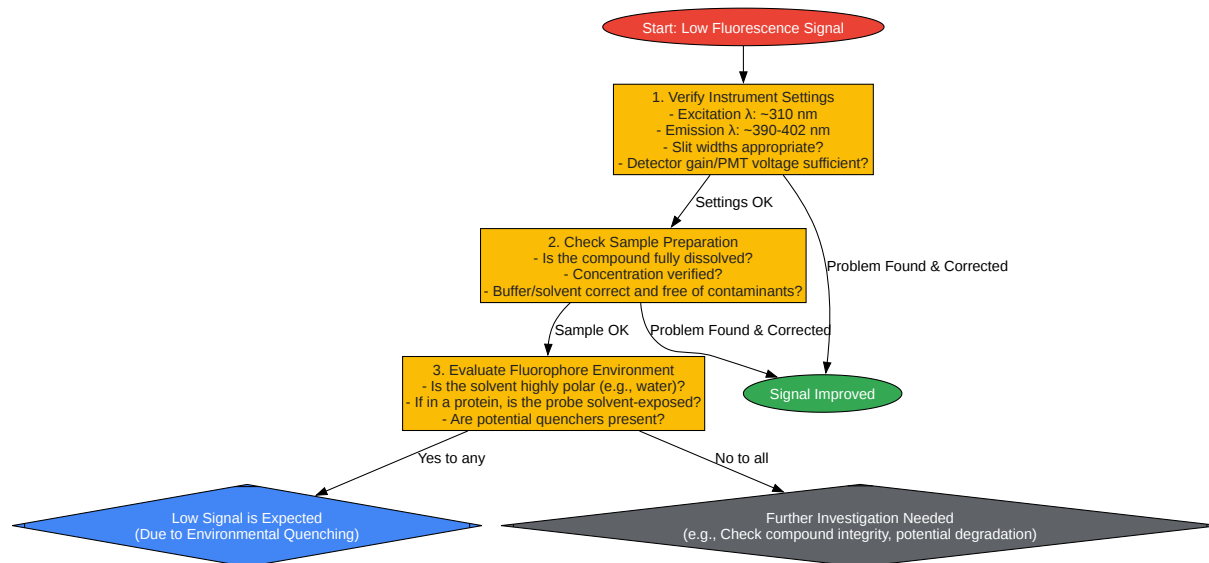 Start: Low Fluorescence Signal
1. Verify Instrument Settings
- Excitation λ: ~310 nm
- Emission λ: ~390-402 nm
- Slit widths appropriate?
- Detector gain/PMT voltage sufficient?
Settings OK
2. Check Sample Preparation
- Is the compound fully dissolved?
- Concentration verified?
- Buffer/solvent correct and free of contaminants?
Problem Found & Corrected
Sample OK
Problem Found & Corrected
3. Evaluate Fluorophore Environment
- Is the solvent highly polar (e.g., water)?
- If in a protein, is the probe solvent-exposed?
- Are potential quenchers present?
Signal Improved
Yes to any
No to all
Low Signal is Expected
(Due to Environmental Quenching)
Further Investigation Needed
(e.g., Check compound integrity, potential degradation)